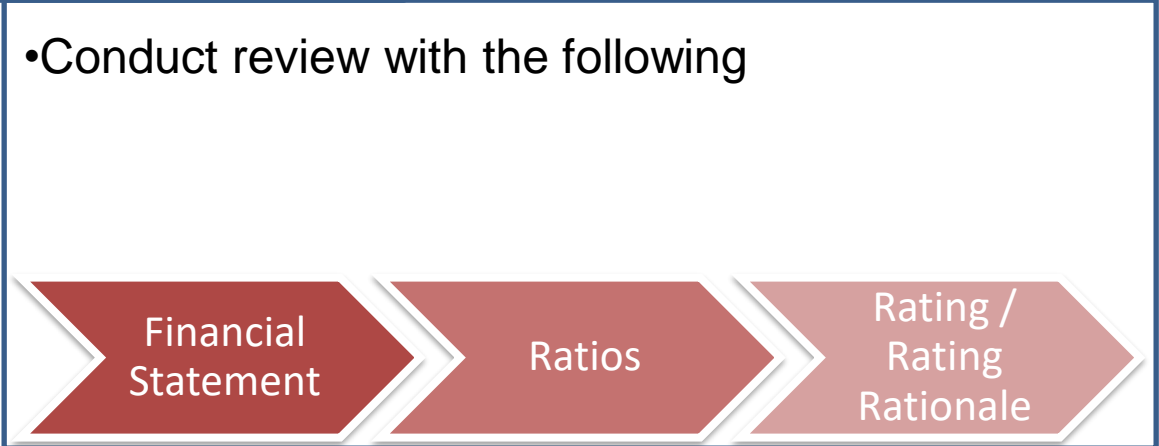 •Conduct review with the following
Financial
Statement
Ratios
Rating /
Rating
Rationale